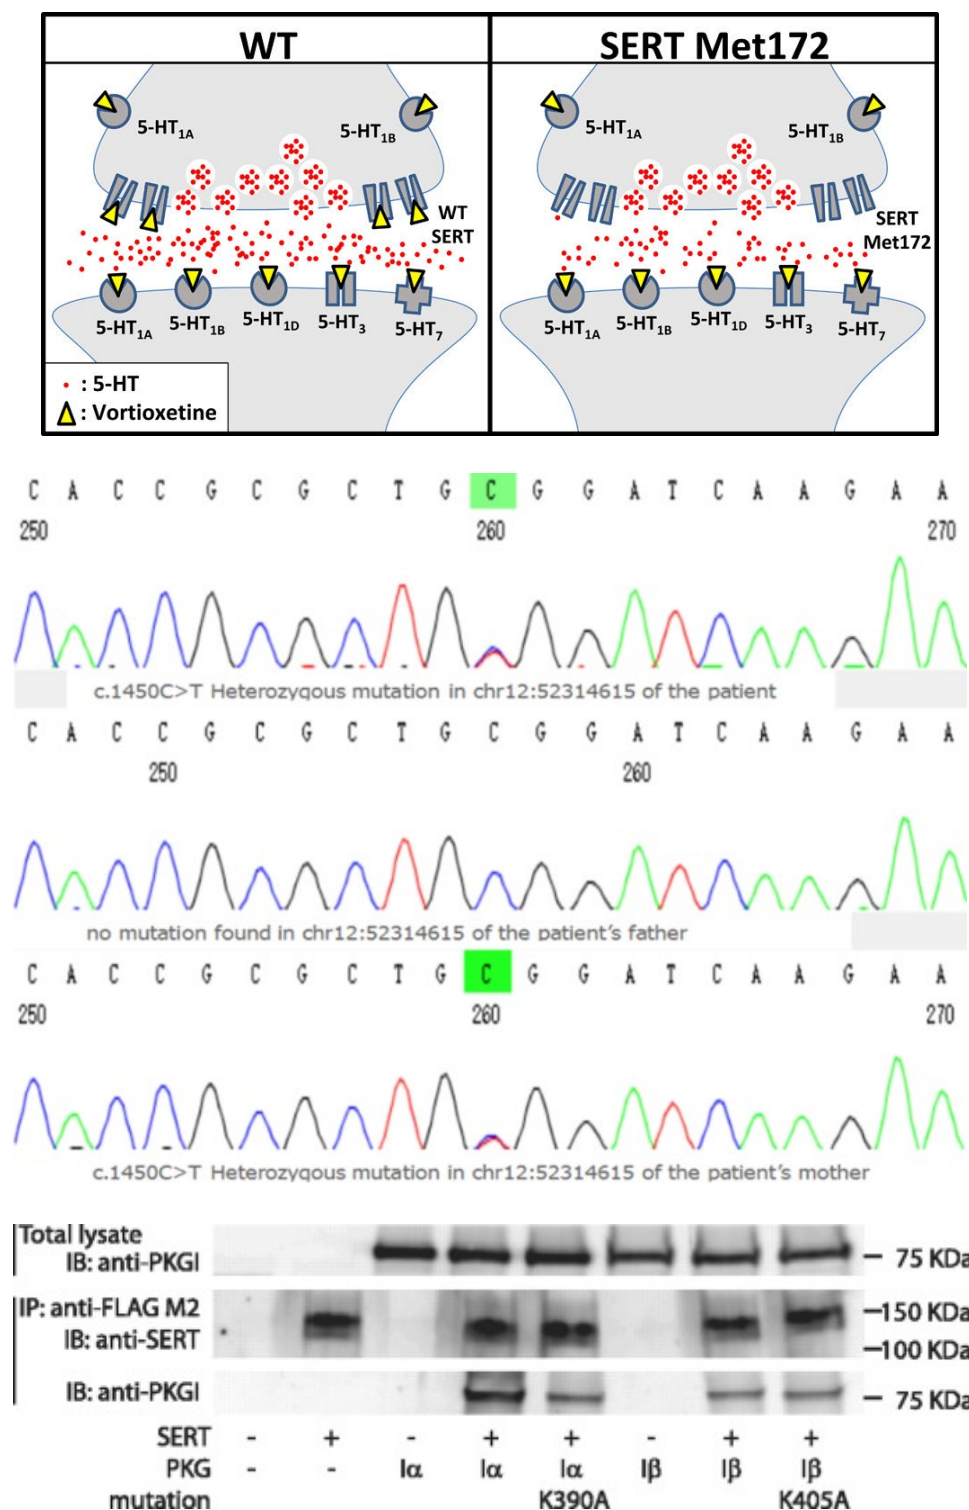 WT
SERT Met172
5-HT1A
5-HT1B
WT
SERT
5-HT1A
5-HT1B
5-HT1D
5-HT3
5-HT7
: 5-HT
: Vortioxetine
5-HT1A
5-HT1B
SERT
Met172
5-HT1A
5-HT1B
5-HT1D
5-HT3
5-HT7
C A C C G C G C T G C G G A T C A A G A A
250 260 270
c.1450C>T Heterozygous mutation in chr12:52314615 of the patient
C A C C G C G C T G C G G A T C A A G A A
250 260
no mutation found in chr12:52314615 of the patient's father
C A C C G C G C T G C G G A T C A A G A A
250 260 270
c.1450C>T Heterozygous mutation in chr12:52314615 of the patient's mother
Total lysate
IB: anti-PKGI
75 KDa
IP: anti-FLAG M2
IB: anti-SERT
150 KDa
100 KDa
IB: anti-PKGI
75 KDa
SERT - + - + + - + +
PKG - - Iα Iα Iα Iβ Iβ Iβ
mutation K390A K405A